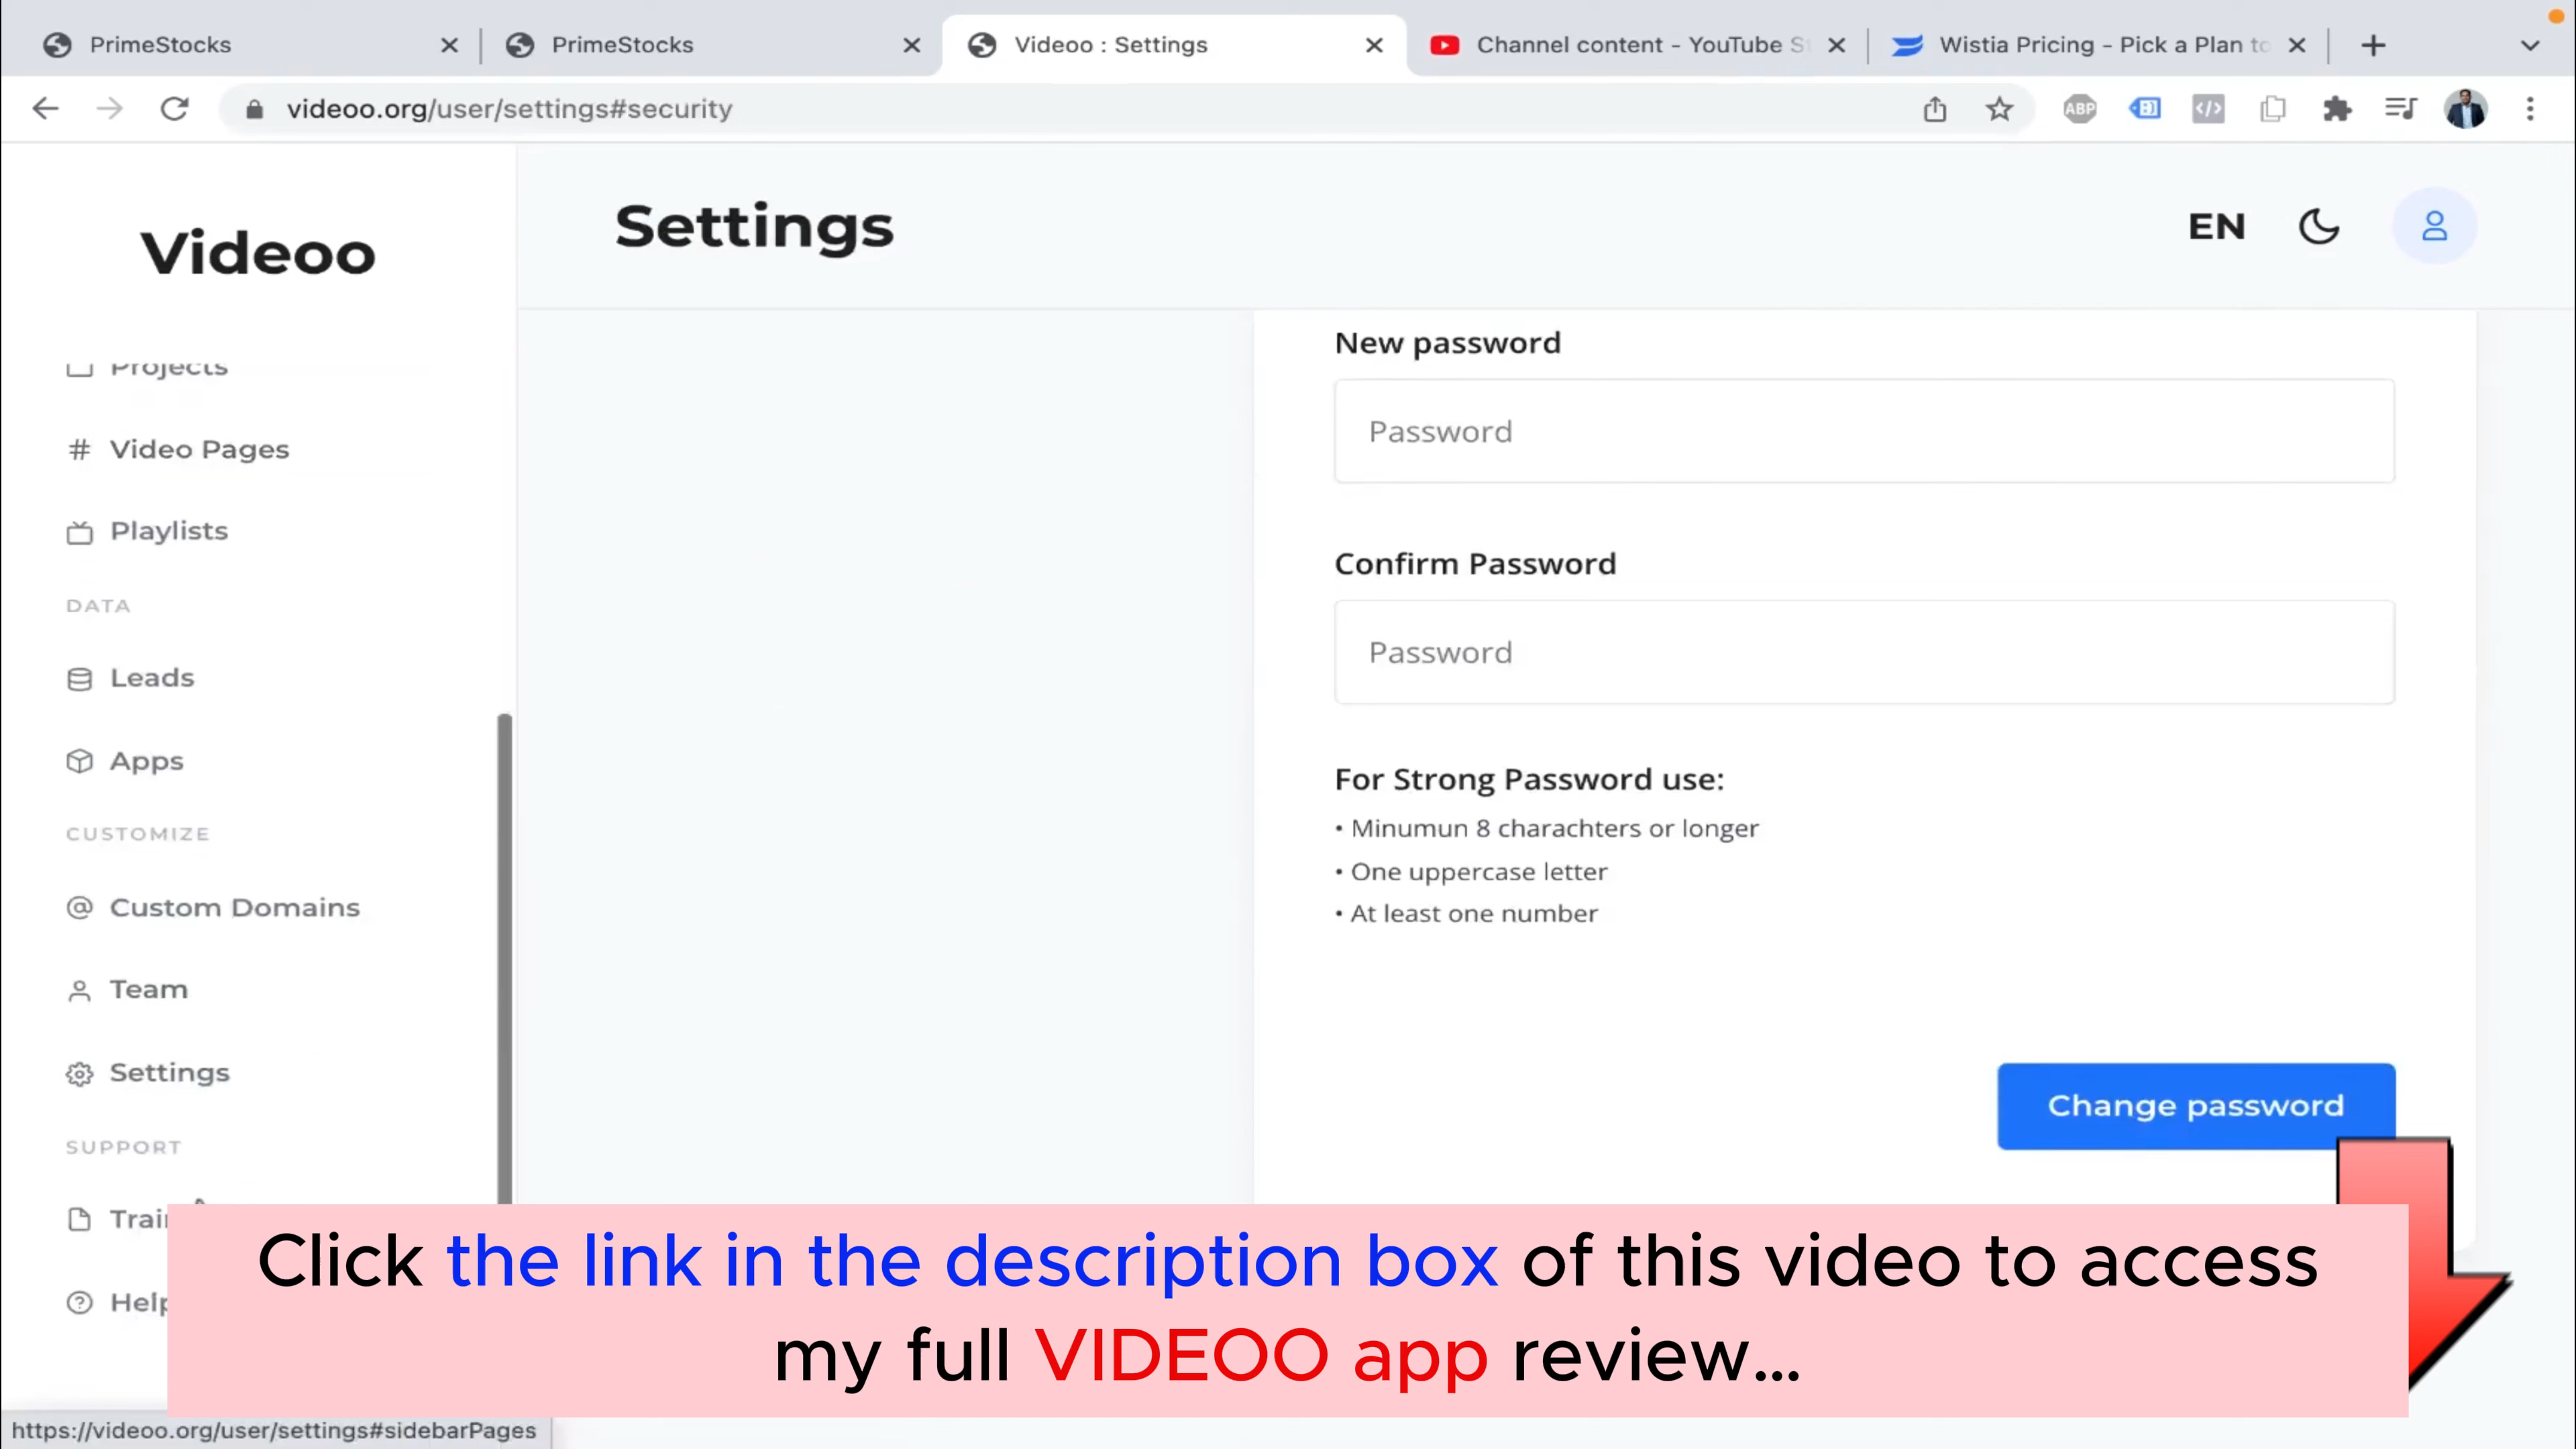 PrimeStocks
PrimeStocks
Videoo : Settings
Channel content - YouTube S
Wistia Pricing - Pick a Plan to
videoo.org/user/settings#security
ABP
Videoo
Settings
EN
Projects
# Video Pages
Playlists
DATA
Leads
Apps
CUSTOMIZE
@ Custom Domains
Team
Settings
SUPPORT
Trai
Help
New password
Password
Confirm Password
Password
For Strong Password use:
• Minumun 8 charachters or longer
• One uppercase letter
• At least one number
Change password
Click the link in the description box of this video to access
my full VIDEOO app review...
https://videoo.org/user/settings#sidebarPages